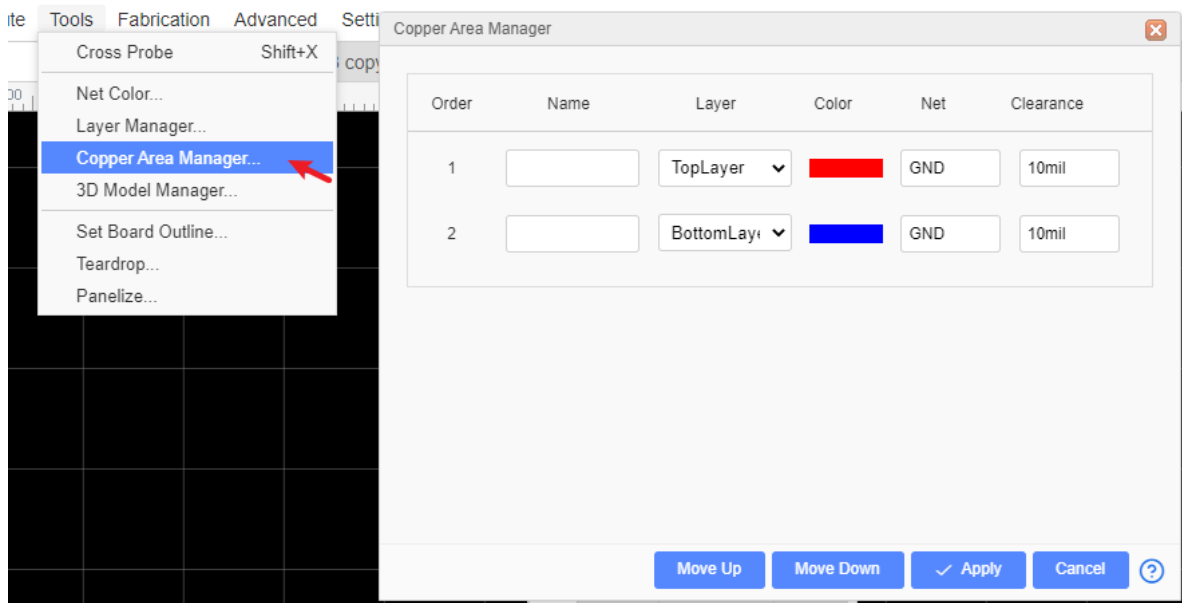 Tools Fabrication Advanced
Cross Probe Shift+X
Net Color...
Layer Manager...
Copper Area Manager...
3D Model Manager...
Set Board Outline...
Teardrop...
Panelize...
copy
00
Copper Area Manager
Order Name Layer Color Net Clearance
1 TopLayer GND 10mil
2 BottomLaye GND 10mil
Move Up Move Down ✓ Apply Cancel ?